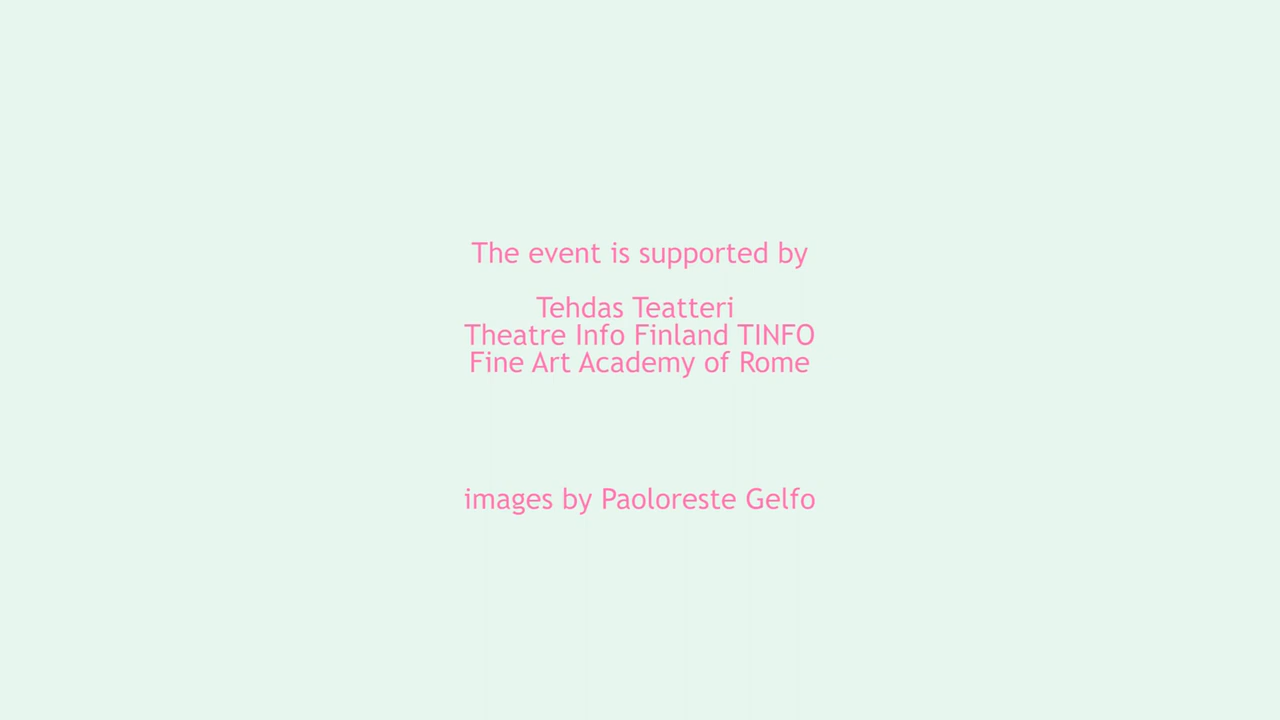 The event is supported by
Tehdas Teatteri
Theatre Info Finland TINFO
Fine Art Academy of Rome
images by Paoloreste Gelfo